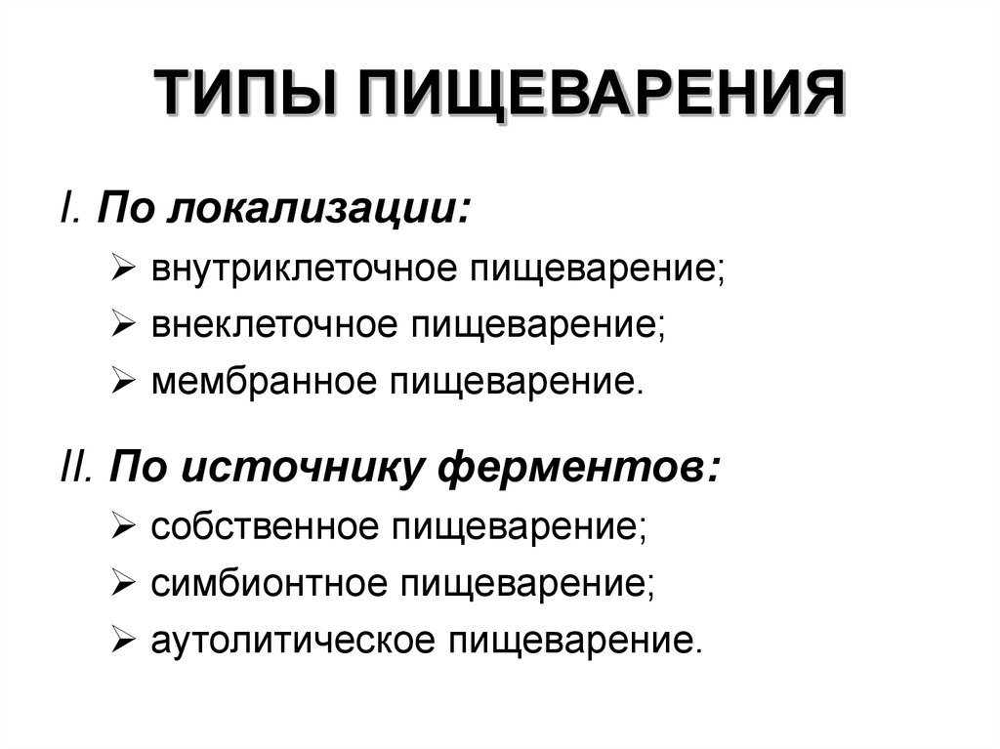 ТИПЫ ПИЩЕВАРЕНИЯ
I. По локализации:
➢ внутриклеточное пищеварение;
➢ внеклеточное пищеварение;
➢ мембранное пищеварение.
II. По источнику ферментов:
➢ собственное пищеварение;
➢ симбионтное пищеварение;
➢ аутолитическое пищеварение.